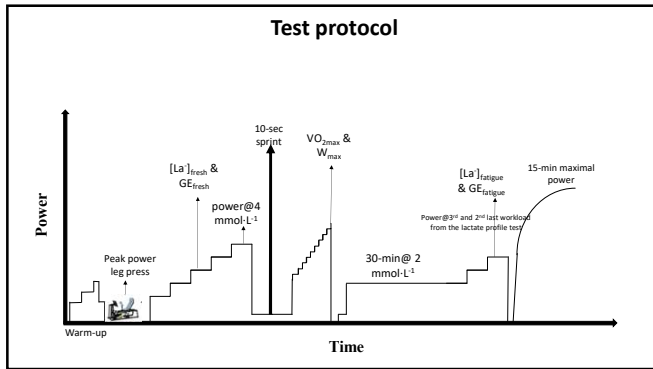 Test protocol
Power
Warm-up
Peak power
leg press
[La-]fresh &
GEfresh
power@4
mmol·L-1
10-sec
sprint
VO2max &
Wmax
30-min@ 2
mmol·L-1
[La-]fatigue
& GEfatigue
Power@3rd and 2nd last workload
from the lactate profile test
15-min maximal
power
Time